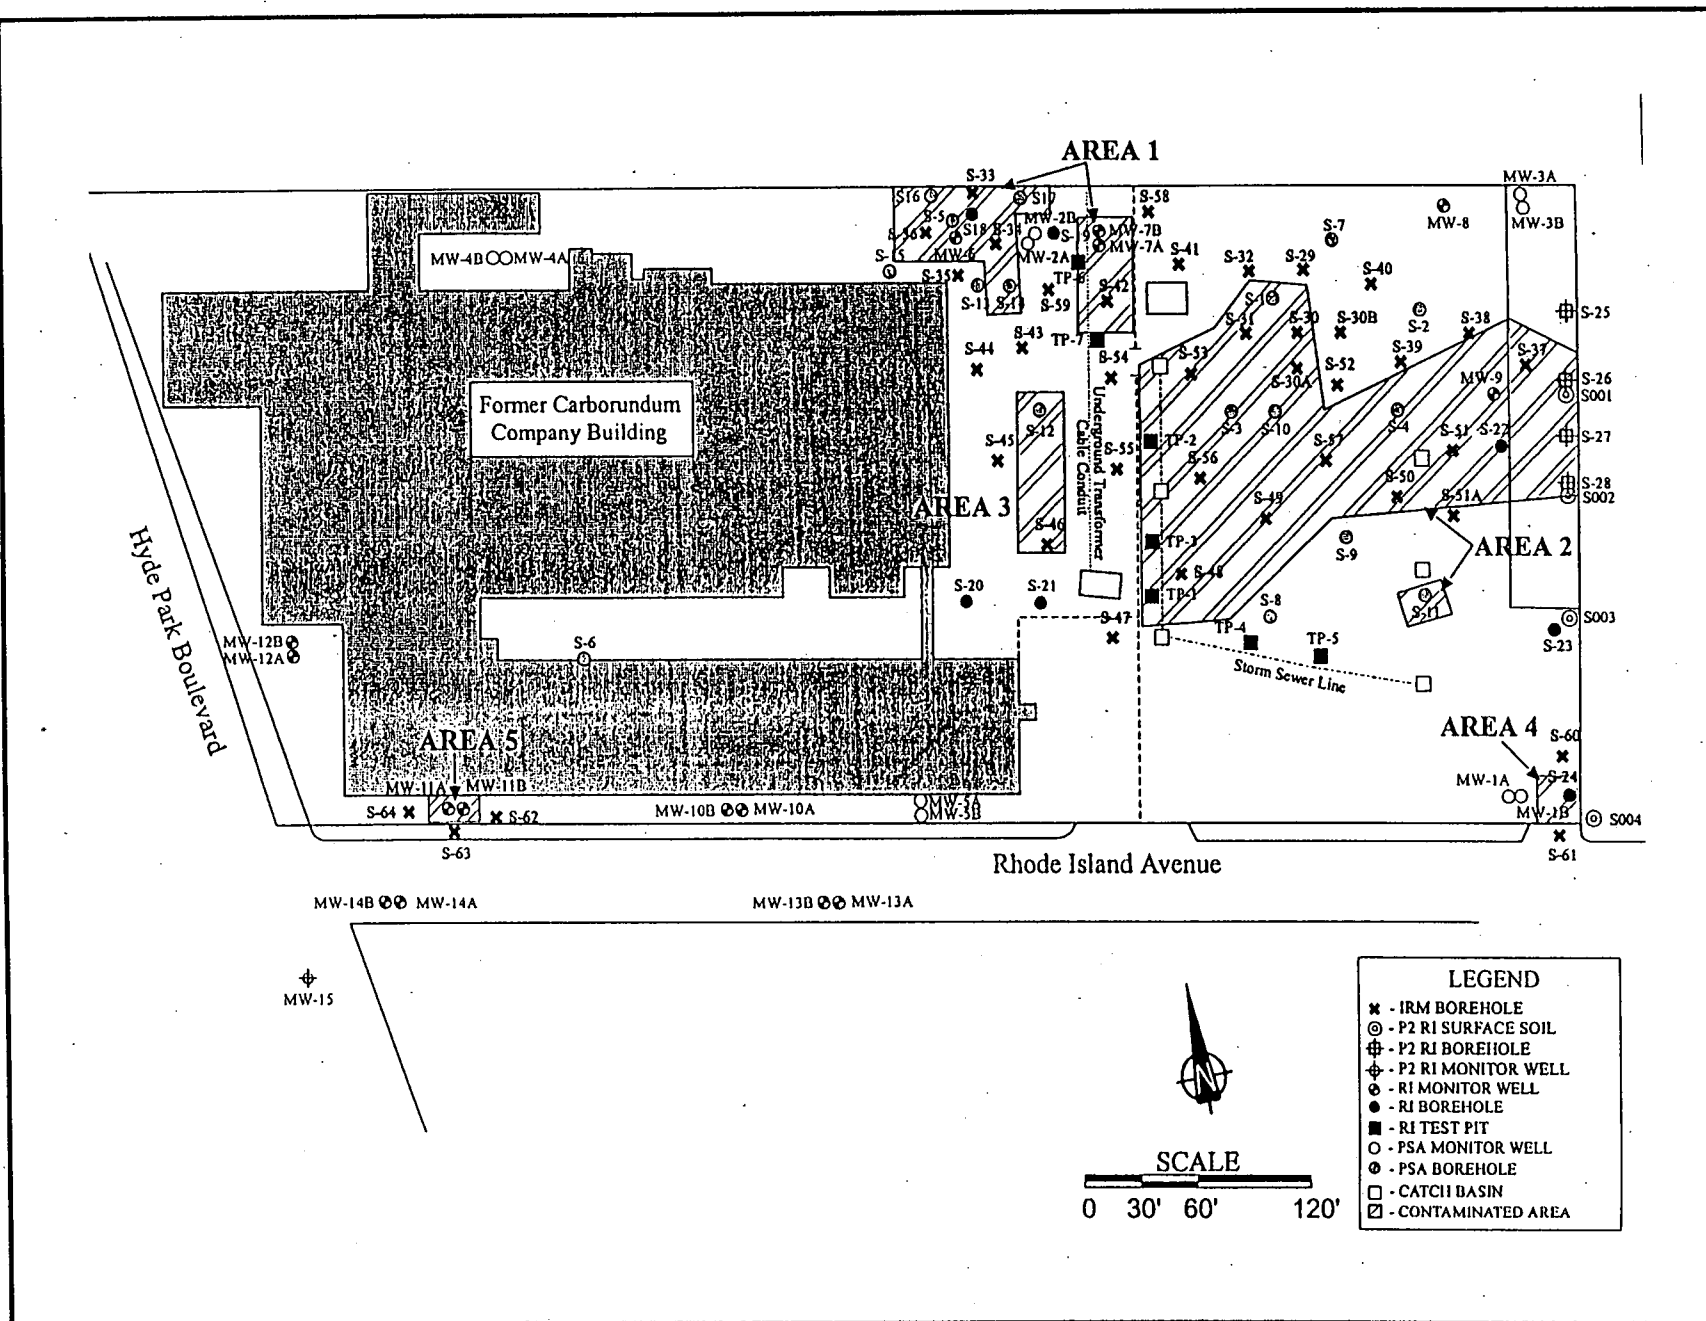 AREA 1
S-33
MW-3A
S16
S17
S-58
S-5
MW-2B
S-7
S18
S-9
MW-7B
MW-8
MW-3B
S-36
S-34
MW-7A
MW-6
MW-2A
S-41
MW-4B
MW-4A
S-15
S-35
TP-6
S-32
S-29
S-40
S-13
S-59
S-42
S-1
S-25
S-43
TP-7
S-31
S-30
S-30B
S-2
S-38
S-44
S-54
S-53
S-30A
S-52
S-39
S-37
MW-9
S-26
S001
Former Carborundum
Company Building
S-12
S-3
S-10
S-4
S-45
S-55
TP-2
S-57
S-51
S-22
S-27
Underground Transformer
Cable Conduit
S-56
S-50
S-28
AREA 3
S-49
S-51A
S002
S-46
TP-3
S-9
AREA 2
Hyde Park Boulevard
S-20
S-21
S-48
TP-1
S-11
S-8
S003
MW-12B
S-47
TP-4
TP-5
MW-12A
S-6
S-23
Storm Sewer Line
AREA 5
AREA 4
S-60
MW-11A
MW-11B
MW-1A
S-24
S-64
S-62
MW-10B
MW-10A
MW-5A
MW-5B
MW-1B
S004
S-63
S-61
Rhode Island Avenue
MW-14B
MW-14A
MW-13B
MW-13A
MW-15
N
LEGEND
- IRM BOREHOLE
- P2 RI SURFACE SOIL
- P2 RI BOREHOLE
- P2 RI MONITOR WELL
- RI MONITOR WELL
- RI BOREHOLE
- RI TEST PIT
- PSA MONITOR WELL
- PSA BOREHOLE
- CATCH BASIN
- CONTAMINATED AREA
SCALE
0 30' 60' 120'